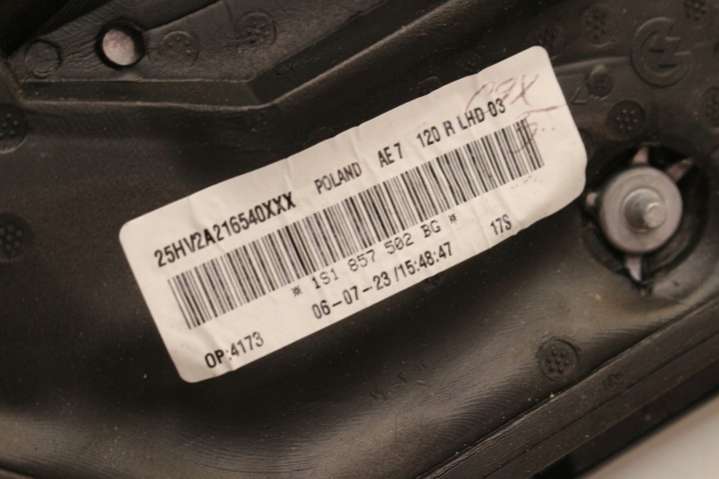 25HV2A216540XXX POLAND AE7 120 R LHD-03
* 1S1 857 502 BG *
06-07-23/15:48:47 17S
OP:4173